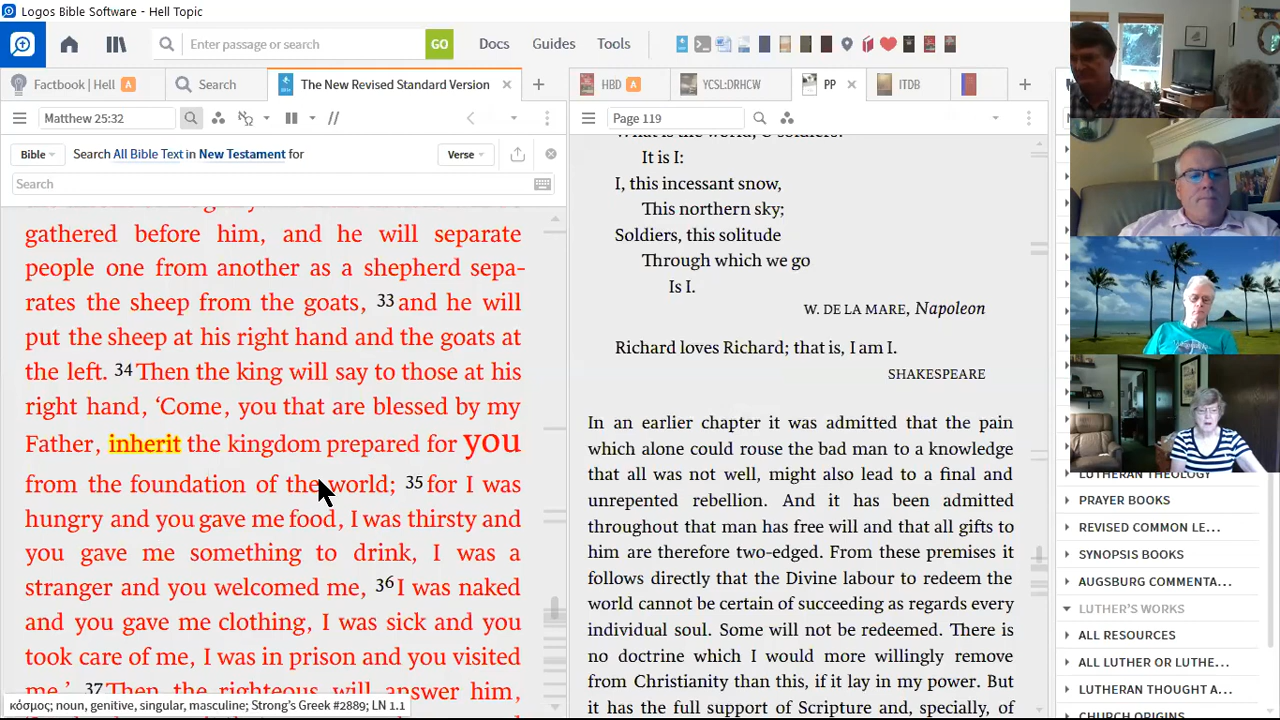 Logos Bible Software - Hell Topic
Enter passage or search
GO
Docs
Guides
Tools
Factbook | Hell
A
Search
The New Revised Standard Version
HBD
A
YCSL:DRHCW
PP
ITDB
Matthew 25:32
Page 119
Bible
Search All Bible Text in New Testament for
Verse
Search
gathered before him, and he will separate
people one from another as a shepherd sepa-
rates the sheep from the goats, 33 and he will
put the sheep at his right hand and the goats at
the left. 34 Then the king will say to those at his
right hand, ‘Come, you that are blessed by my
Father, inherit the kingdom prepared for you
from the foundation of the world; 35 for I was
hungry and you gave me food, I was thirsty and
you gave me something to drink, I was a
stranger and you welcomed me, 36 I was naked
and you gave me clothing, I was sick and you
took care of me, I was in prison and you visited
me.’ 37 Then the righteous will answer him,
κόσμος; noun, genitive, singular, masculine; Strong's Greek #2889; LN 1.1
What is the world, O soldiers?
It is I:
I, this incessant snow,
This northern sky;
Soldiers, this solitude
Through which we go
Is I.
W. DE LA MARE, Napoleon
Richard loves Richard; that is, I am I.
SHAKESPEARE
In an earlier chapter it was admitted that the pain
which alone could rouse the bad man to a knowledge
that all was not well, might also lead to a final and
unrepented rebellion. And it has been admitted
throughout that man has free will and that all gifts to
him are therefore two-edged. From these premises it
follows directly that the Divine labour to redeem the
world cannot be certain of succeeding as regards every
individual soul. Some will not be redeemed. There is
no doctrine which I would more willingly remove
from Christianity than this, if it lay in my power. But
it has the full support of Scripture and, specially, of
LUTHERAN THEOLOGY
PRAYER BOOKS
REVISED COMMON LE...
SYNOPSIS BOOKS
AUGSBURG COMMENTA...
LUTHER'S WORKS
ALL RESOURCES
ALL LUTHER OR LUTHE...
LUTHERAN THOUGHT A...
CHURCH ORIGINS